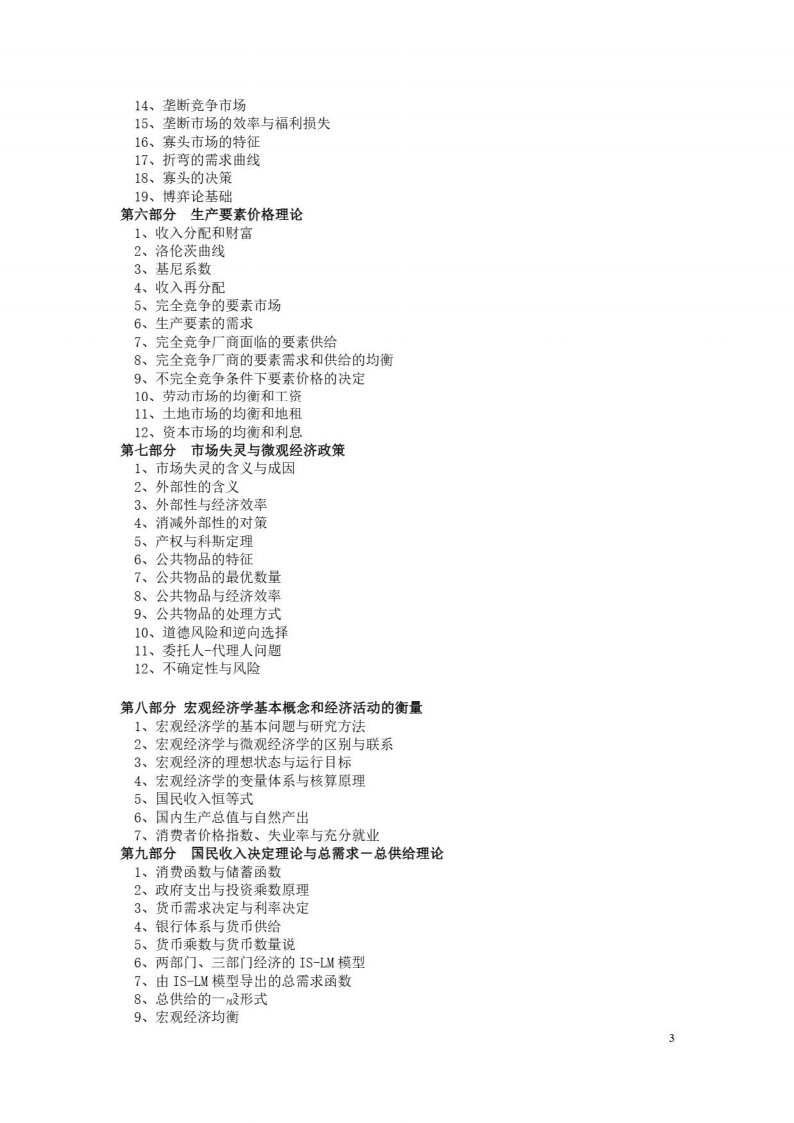 14、垄断竞争市场
15、垄断市场的效率与福利损失
16、寡头市场的特征
17、折弯的需求曲线
18、寡头的决策
19、博弈论基础
第六部分 生产要素价格理论
1、收入分配和财富
2、洛伦茨曲线
3、基尼系数
4、收入再分配
5、完全竞争的要素市场
6、生产要素的需求
7、完全竞争厂商面临的要素供给
8、完全竞争厂商的要素需求和供给的均衡
9、不完全竞争条件下要素价格的决定
10、劳动市场的均衡和工资
11、土地市场的均衡和地租
12、资本市场的均衡和利息
第七部分 市场失灵与微观经济政策
1、市场失灵的含义与成因
2、外部性的含义
3、外部性与经济效率
4、消减外部性的对策
5、产权与科斯定理
6、公共物品的特征
7、公共物品的最优数量
8、公共物品与经济效率
9、公共物品的处理方式
10、道德风险和逆向选择
11、委托人-代理人问题
12、不确定性与风险
第八部分 宏观经济学基本概念和经济活动的衡量
1、宏观经济学的基本问题与研究方法
2、宏观经济学与微观经济学的区别与联系
3、宏观经济的理想状态与运行目标
4、宏观经济学的变量体系与核算原理
5、国民收入恒等式
6、国内生产总值与自然产出
7、消费者价格指数、失业率与充分就业
第九部分 国民收入决定理论与总需求－总供给理论
1、消费函数与储蓄函数
2、政府支出与投资乘数原理
3、货币需求决定与利率决定
4、银行体系与货币供给
5、货币乘数与货币数量说
6、两部门、三部门经济的 IS-LM 模型
7、由 IS-LM 模型导出的总需求函数
8、总供给的一般形式
9、宏观经济均衡
3